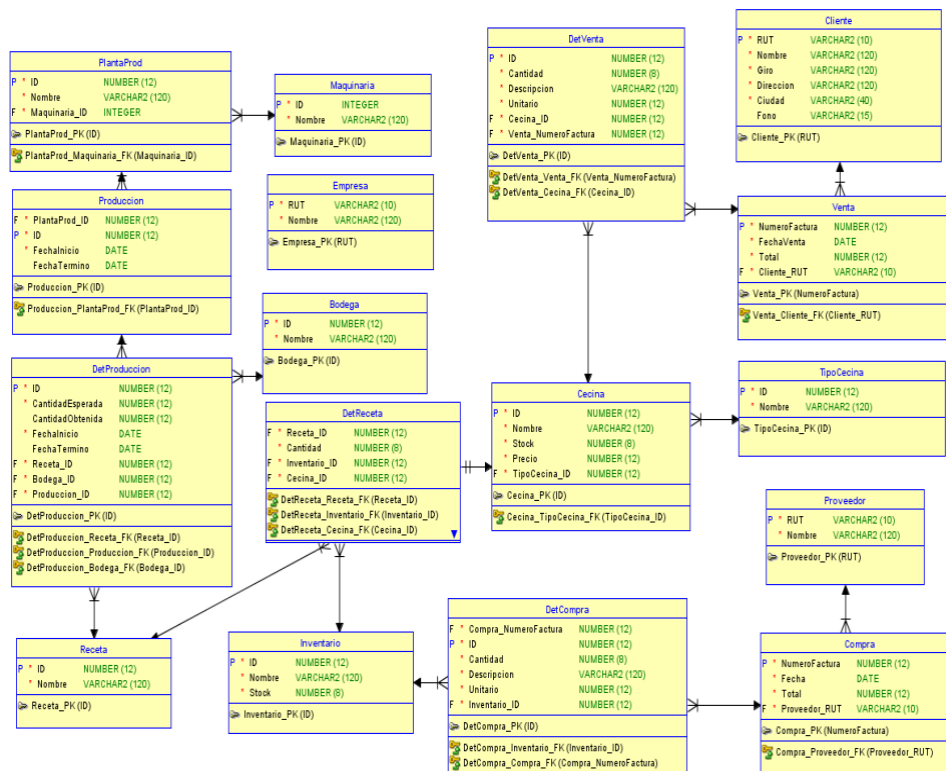 PlantaProd
P * ID NUMBER (12)
* Nombre VARCHAR2 (120)
F * Maquinaria_ID INTEGER
PlantaProd_PK (ID)
PlantaProd_Maquinaria_FK (Maquinaria_ID)
Maquinaria
P * ID INTEGER
* Nombre VARCHAR2 (120)
Maquinaria_PK (ID)
Produccion
F * PlantaProd_ID NUMBER (12)
P * ID NUMBER (12)
* FechaInicio DATE
FechaTermino DATE
Produccion_PK (ID)
Produccion_PlantaProd_FK (PlantaProd_ID)
Empresa
P * RUT VARCHAR2 (10)
* Nombre VARCHAR2 (120)
Empresa_PK (RUT)
Bodega
P * ID NUMBER (12)
* Nombre VARCHAR2 (120)
Bodega_PK (ID)
DetProduccion
P * ID NUMBER (12)
* CantidadEsperada NUMBER (12)
CantidadObtenida NUMBER (12)
* FechaInicio DATE
FechaTermino DATE
F * Receta_ID NUMBER (12)
F * Bodega_ID NUMBER (12)
F * Produccion_ID NUMBER (12)
DetProduccion_PK (ID)
DetProduccion_Receta_FK (Receta_ID)
DetProduccion_Produccion_FK (Produccion_ID)
DetProduccion_Bodega_FK (Bodega_ID)
DetReceta
F * Receta_ID NUMBER (12)
* Cantidad NUMBER (8)
F * Inventario_ID NUMBER (12)
F * Cecina_ID NUMBER (12)
DetReceta_Receta_FK (Receta_ID)
DetReceta_Inventario_FK (Inventario_ID)
DetReceta_Cecina_FK (Cecina_ID)
Receta
P * ID NUMBER (12)
* Nombre VARCHAR2 (120)
Receta_PK (ID)
Inventario
P * ID NUMBER (12)
* Nombre VARCHAR2 (120)
* Stock NUMBER (8)
Inventario_PK (ID)
DetVenta
P * ID NUMBER (12)
* Cantidad NUMBER (8)
* Descripcion VARCHAR2 (120)
* Unitario NUMBER (12)
F * Cecina_ID NUMBER (12)
F * Venta_NumeroFactura NUMBER (12)
DetVenta_PK (ID)
DetVenta_Venta_FK (Venta_NumeroFactura)
DetVenta_Cecina_FK (Cecina_ID)
Cliente
P * RUT VARCHAR2 (10)
* Nombre VARCHAR2 (120)
* Giro VARCHAR2 (120)
* Direccion VARCHAR2 (120)
* Ciudad VARCHAR2 (40)
Fono VARCHAR2 (15)
Cliente_PK (RUT)
Venta
P * NumeroFactura NUMBER (12)
* FechaVenta DATE
* Total NUMBER (12)
F * Cliente_RUT VARCHAR2 (10)
Venta_PK (NumeroFactura)
Venta_Cliente_FK (Cliente_RUT)
Cecina
P * ID NUMBER (12)
* Nombre VARCHAR2 (120)
* Stock NUMBER (8)
* Precio NUMBER (12)
F * TipoCecina_ID NUMBER (12)
Cecina_PK (ID)
Cecina_TipoCecina_FK (TipoCecina_ID)
TipoCecina
P * ID NUMBER (12)
* Nombre VARCHAR2 (120)
TipoCecina_PK (ID)
Proveedor
P * RUT VARCHAR2 (10)
* Nombre VARCHAR2 (120)
Proveedor_PK (RUT)
DetCompra
F * Compra_NumeroFactura NUMBER (12)
P * ID NUMBER (12)
* Cantidad NUMBER (8)
* Descripcion VARCHAR2 (120)
* Unitario NUMBER (12)
F * Inventario_ID NUMBER (12)
DetCompra_PK (ID)
DetCompra_Inventario_FK (Inventario_ID)
DetCompra_Compra_FK (Compra_NumeroFactura)
Compra
P * NumeroFactura NUMBER (12)
* Fecha DATE
* Total NUMBER (12)
F * Proveedor_RUT VARCHAR2 (10)
Compra_PK (NumeroFactura)
Compra_Proveedor_FK (Proveedor_RUT)